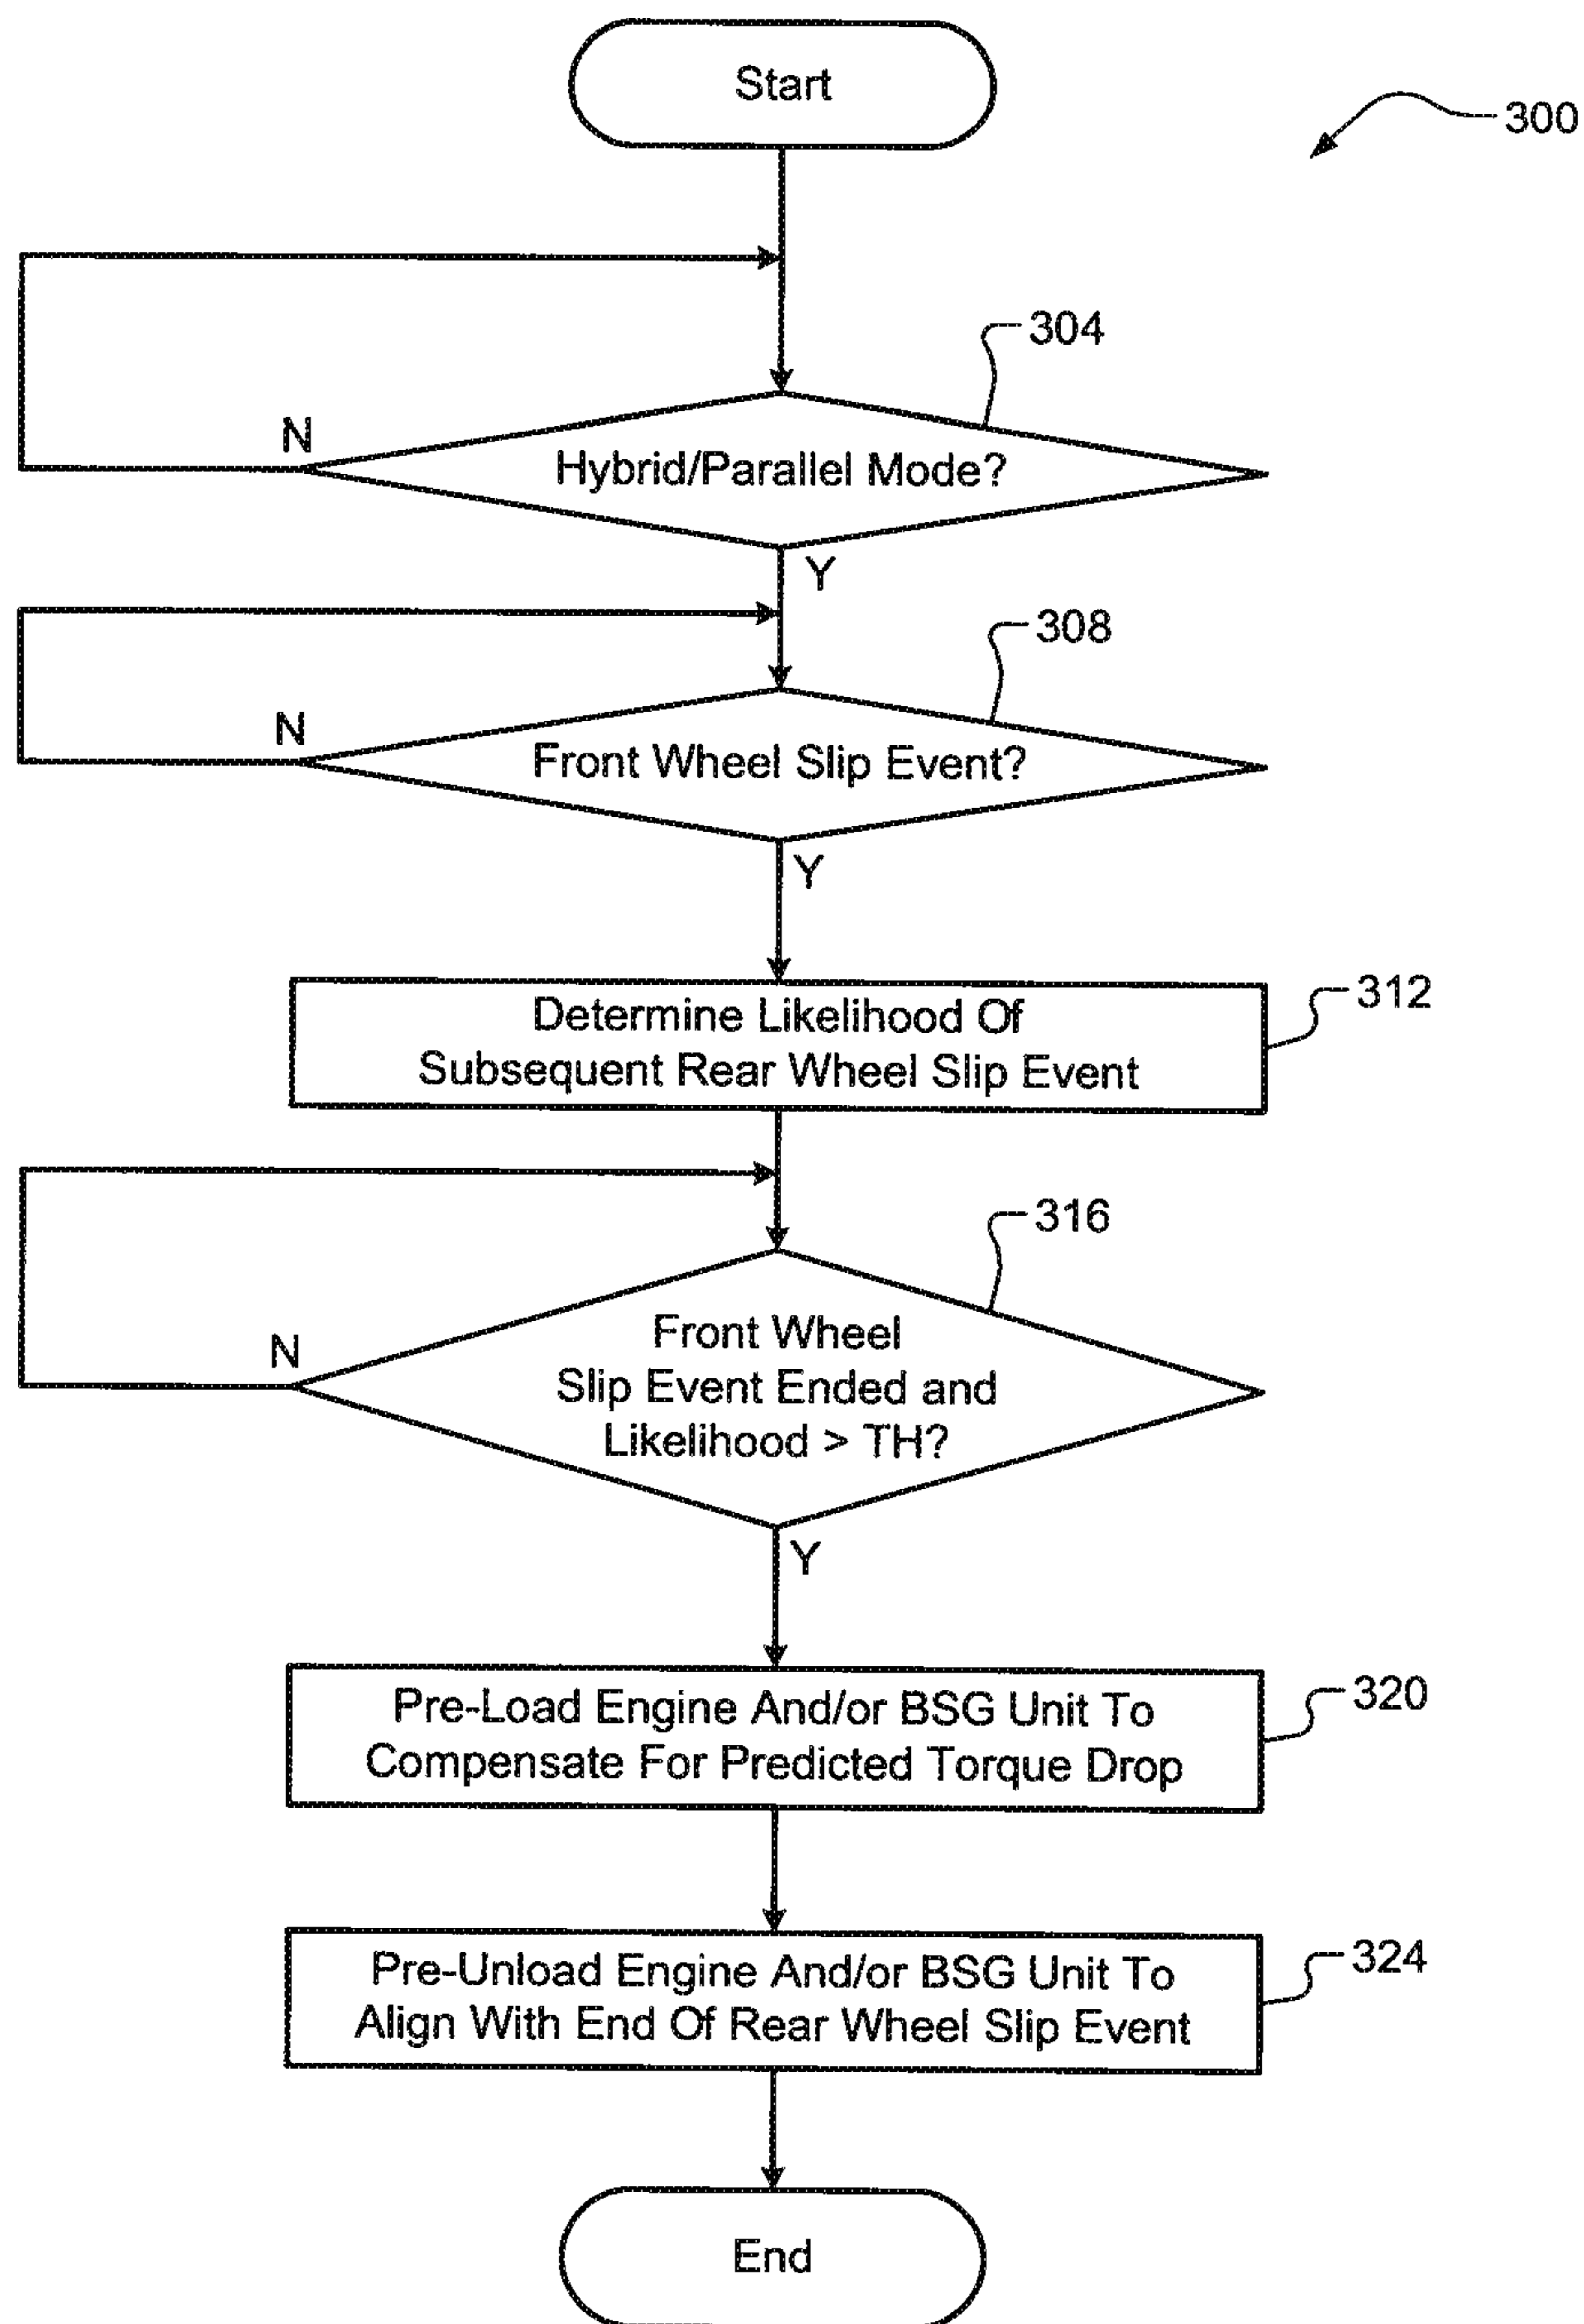 Start
300
304
N
Hybrid/Parallel Mode?
Y
308
N
Front Wheel Slip Event?
Y
312
Determine Likelihood Of
Subsequent Rear Wheel Slip Event
316
N
Front Wheel
Slip Event Ended and
Likelihood > TH?
Y
320
Pre-Load Engine And/or BSG Unit To
Compensate For Predicted Torque Drop
324
Pre-Unload Engine And/or BSG Unit To
Align With End Of Rear Wheel Slip Event
End